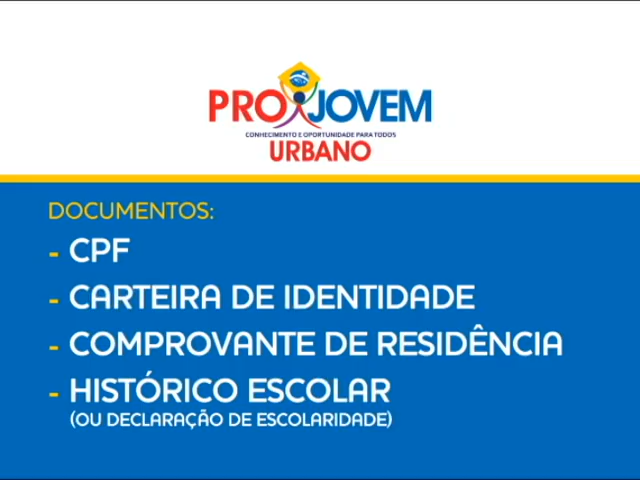 PROJOVEM
CONHECIMENTO E OPORTUNIDADE PARA TODOS
URBANO
DOCUMENTOS:
- CPF
- CARTEIRA DE IDENTIDADE
- COMPROVANTE DE RESIDÊNCIA
- HISTÓRICO ESCOLAR
(OU DECLARAÇÃO DE ESCOLARIDADE)